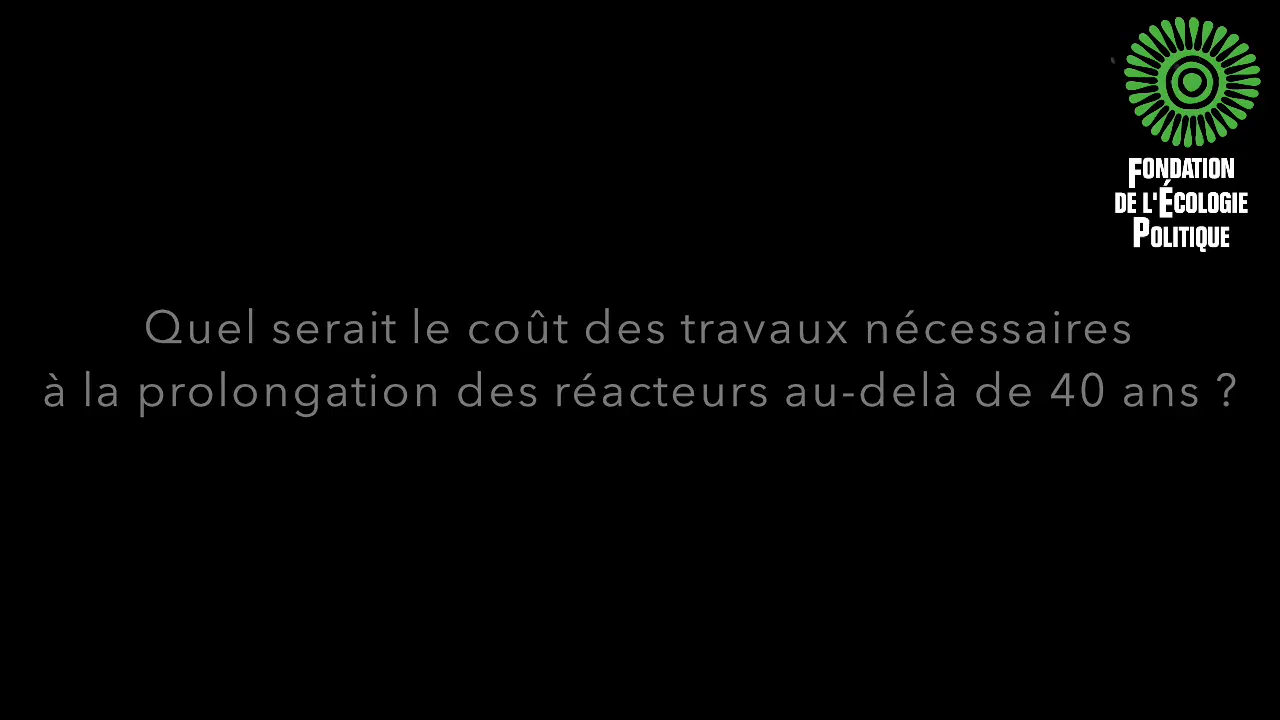 FONDATION
DE L'ÉCOLOGIE
POLITIQUE
Quel serait le coût des travaux nécessaires
à la prolongation des réacteurs au-delà de 40 ans ?